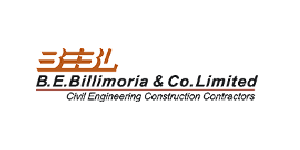 BEBL
B.E.Billimoria & Co.Limited
Civil Engineering Construction Contractors